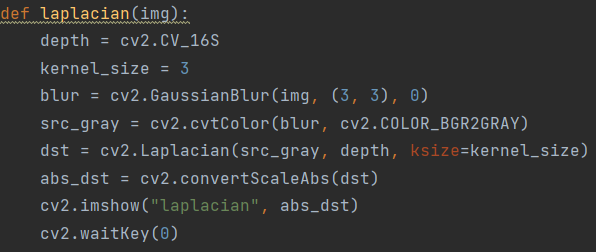 def laplacian(img):
    depth = cv2.CV_16S
    kernel_size = 3
    blur = cv2.GaussianBlur(img, (3, 3), 0)
    src_gray = cv2.cvtColor(blur, cv2.COLOR_BGR2GRAY)
    dst = cv2.Laplacian(src_gray, depth, ksize=kernel_size)
    abs_dst = cv2.convertScaleAbs(dst)
    cv2.imshow("laplacian", abs_dst)
    cv2.waitKey(0)